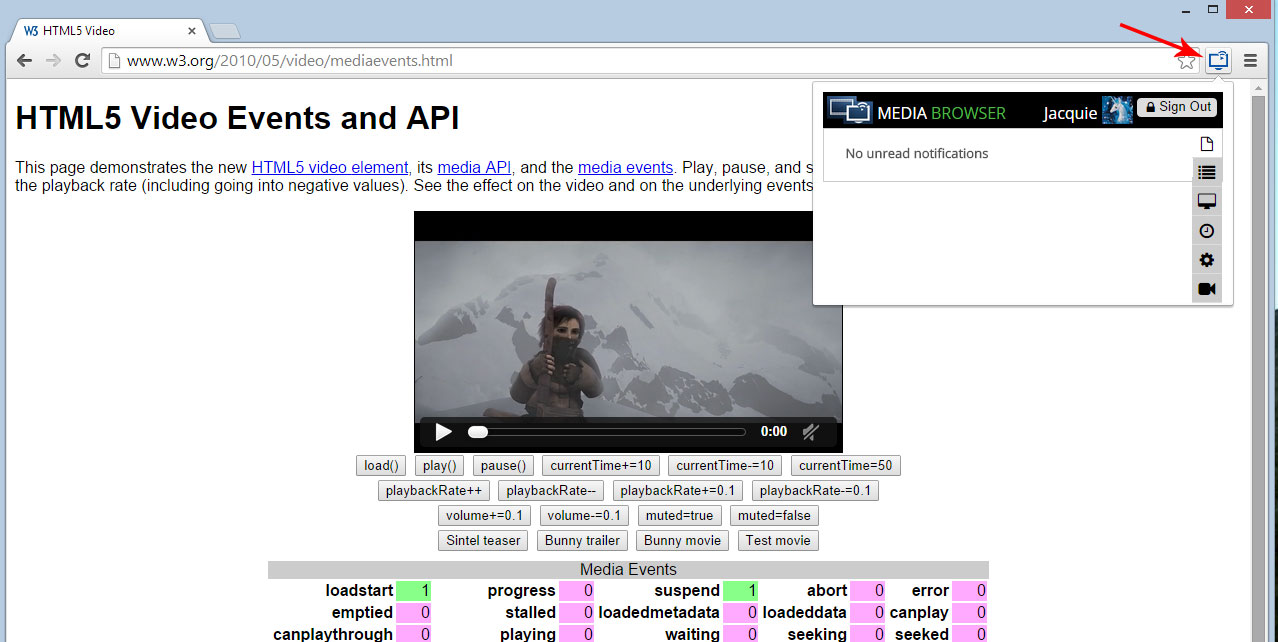 W3 HTML5 Video
www.w3.org/2010/05/video/mediaevents.html
HTML5 Video Events and API
This page demonstrates the new HTML5 video element, its media API, and the media events. Play, pause, and s
the playback rate (including going into negative values). See the effect on the video and on the underlying events
MEDIA BROWSER Jacquie Sign Out
No unread notifications
0:00
load() play() pause() currentTime+=10 currentTime-=10 currentTime=50
playbackRate++ playbackRate-- playbackRate+=0.1 playbackRate-=0.1
volume+=0.1 volume-=0.1 muted=true muted=false
Sintel teaser Bunny trailer Bunny movie Test movie
Media Events
loadstart 1 progress 0 suspend 1 abort 0 error 0
emptied 0 stalled 0 loadedmetadata 0 loadeddata 0 canplay 0
canplaythrough 0 playing 0 waiting 0 seeking 0 seeked 0